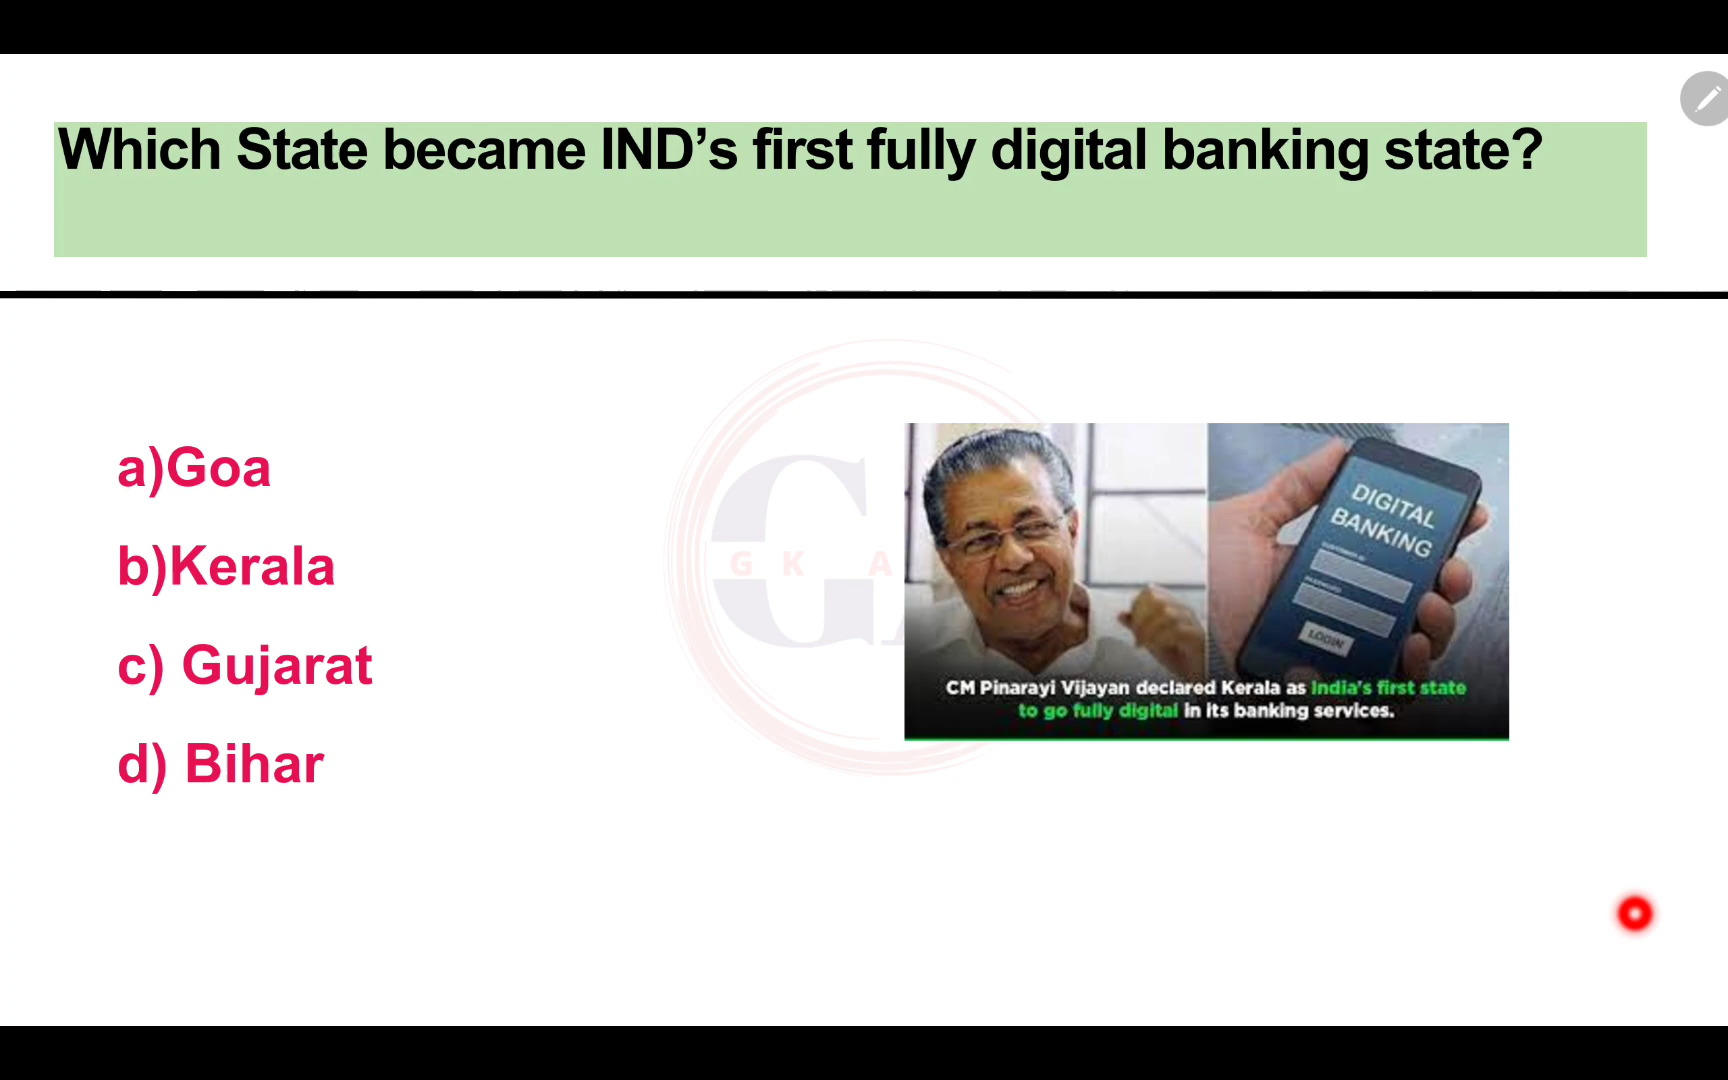 Which State became IND’s first fully digital banking state?
a)Goa
b)Kerala
c) Gujarat
d) Bihar
G K A
DIGITAL
BANKING
LOGIN
CM Pinarayi Vijayan declared Kerala as India's first state
to go fully digital in its banking services.